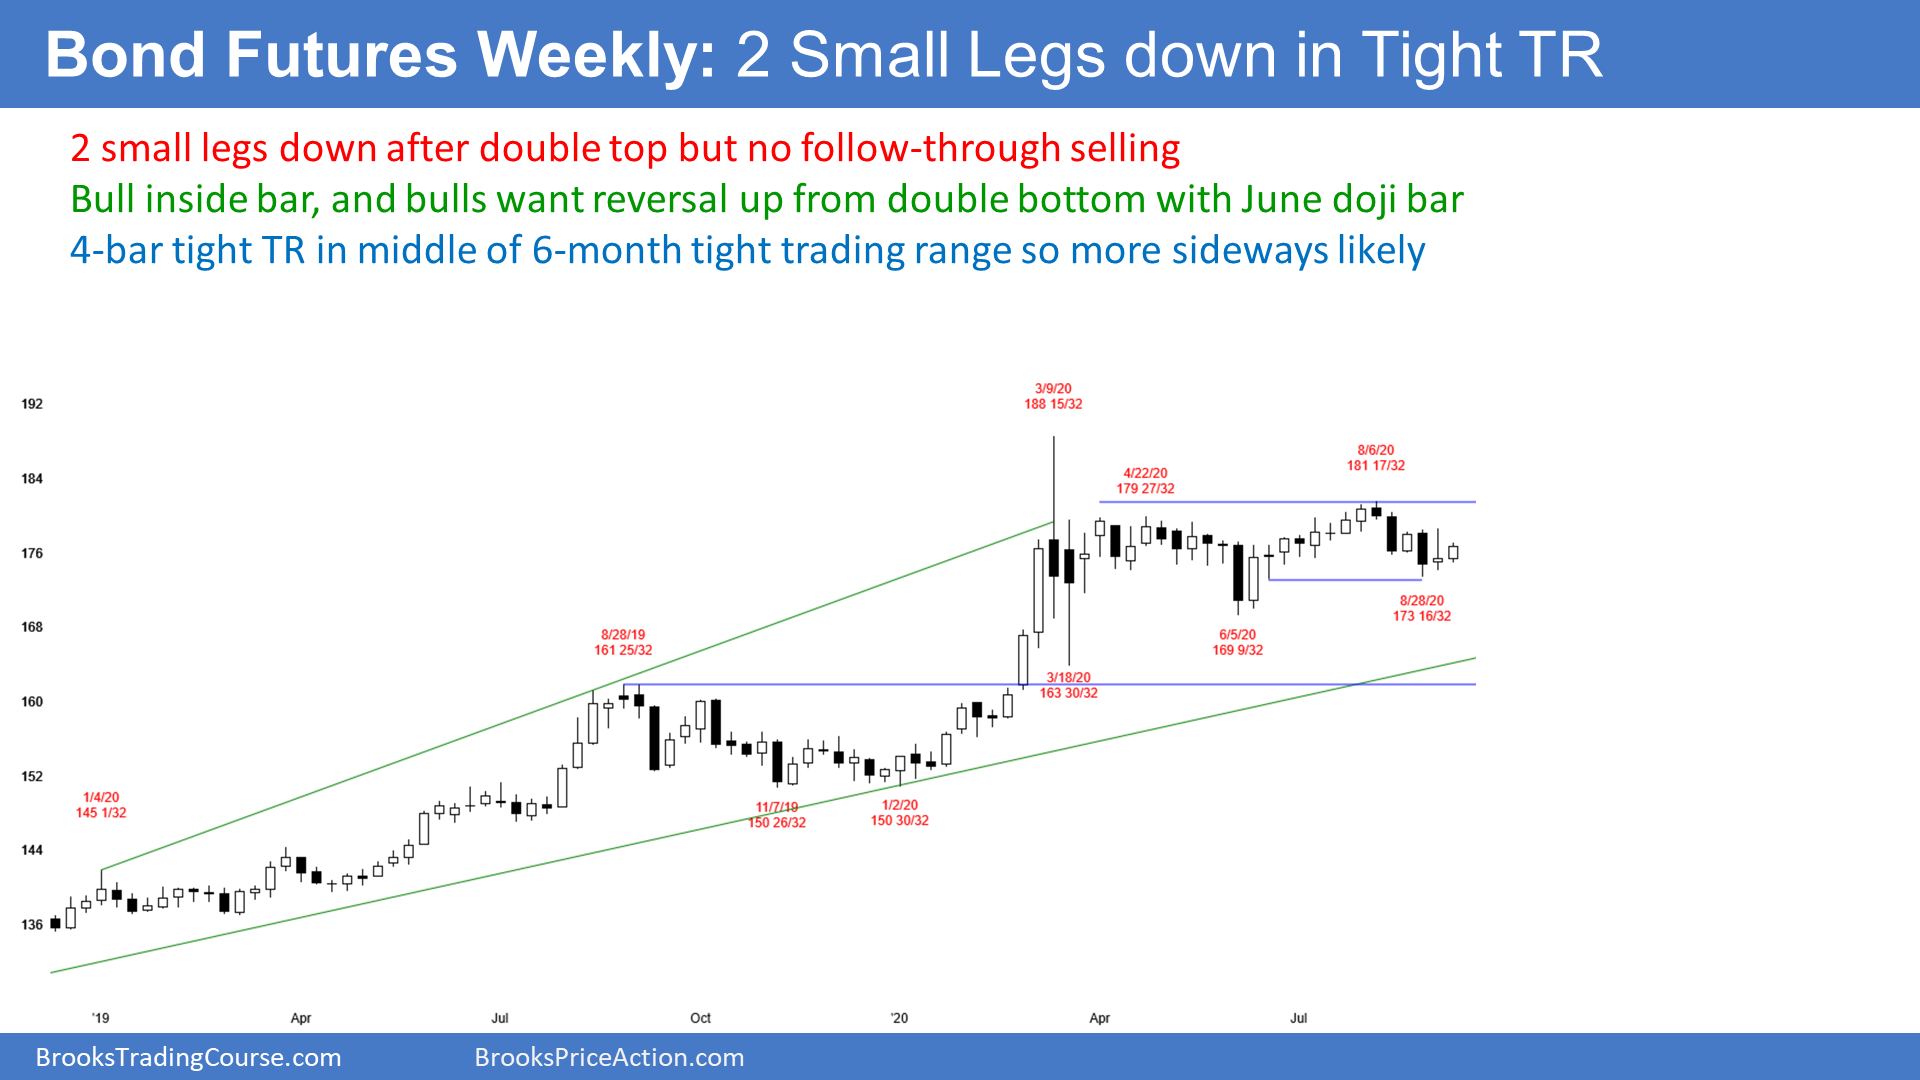 Bond Futures Weekly: 2 Small Legs down in Tight TR
2 small legs down after double top but no follow-through selling
Bull inside bar, and bulls want reversal up from double bottom with June doji bar
4-bar tight TR in middle of 6-month tight trading range so more sideways likely
192
184
176
168
160
152
144
136
1/4/20
145 1/32
8/28/19
161 25/32
11/7/19
150 26/32
1/2/20
150 30/32
3/9/20
188 15/32
3/18/20
163 30/32
4/22/20
179 27/32
6/5/20
169 9/32
8/6/20
181 17/32
8/28/20
173 16/32
'19
Apr
Jul
Oct
'20
Apr
Jul
BrooksTradingCourse.com
BrooksPriceAction.com